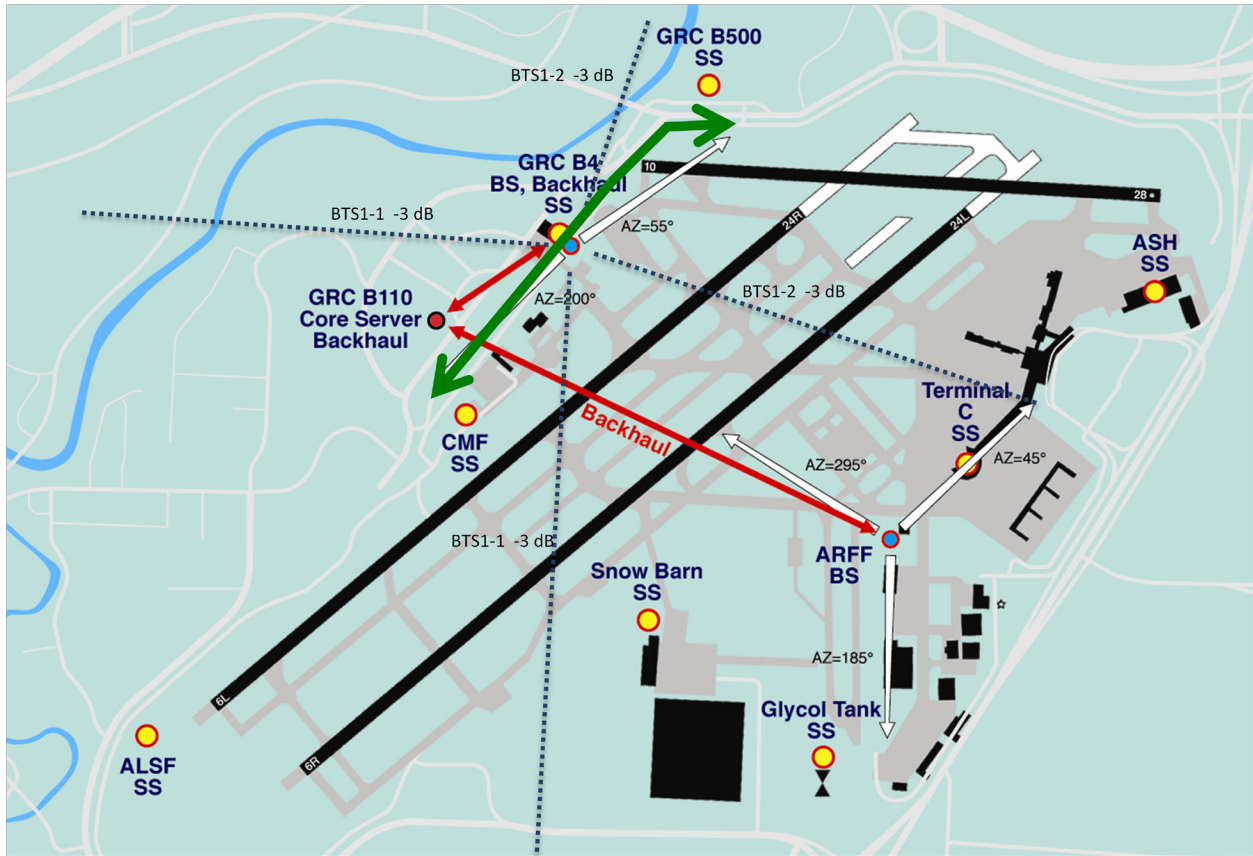 GRC B500
SS
BTS1-2 -3 dB
GRC B4
BS, Backhaul
SS
10
28
BTS1-1 -3 dB
AZ=55°
24R
24L
ASH
SS
GRC B110
Core Server
Backhaul
AZ=200°
BTS1-2 -3 dB
Terminal
C
SS
CMF
SS
Backhaul
AZ=295°
AZ=45°
BTS1-1 -3 dB
ARFF
BS
Snow Barn
SS
AZ=185°
6L
Glycol Tank
SS
6R
ALSF
SS